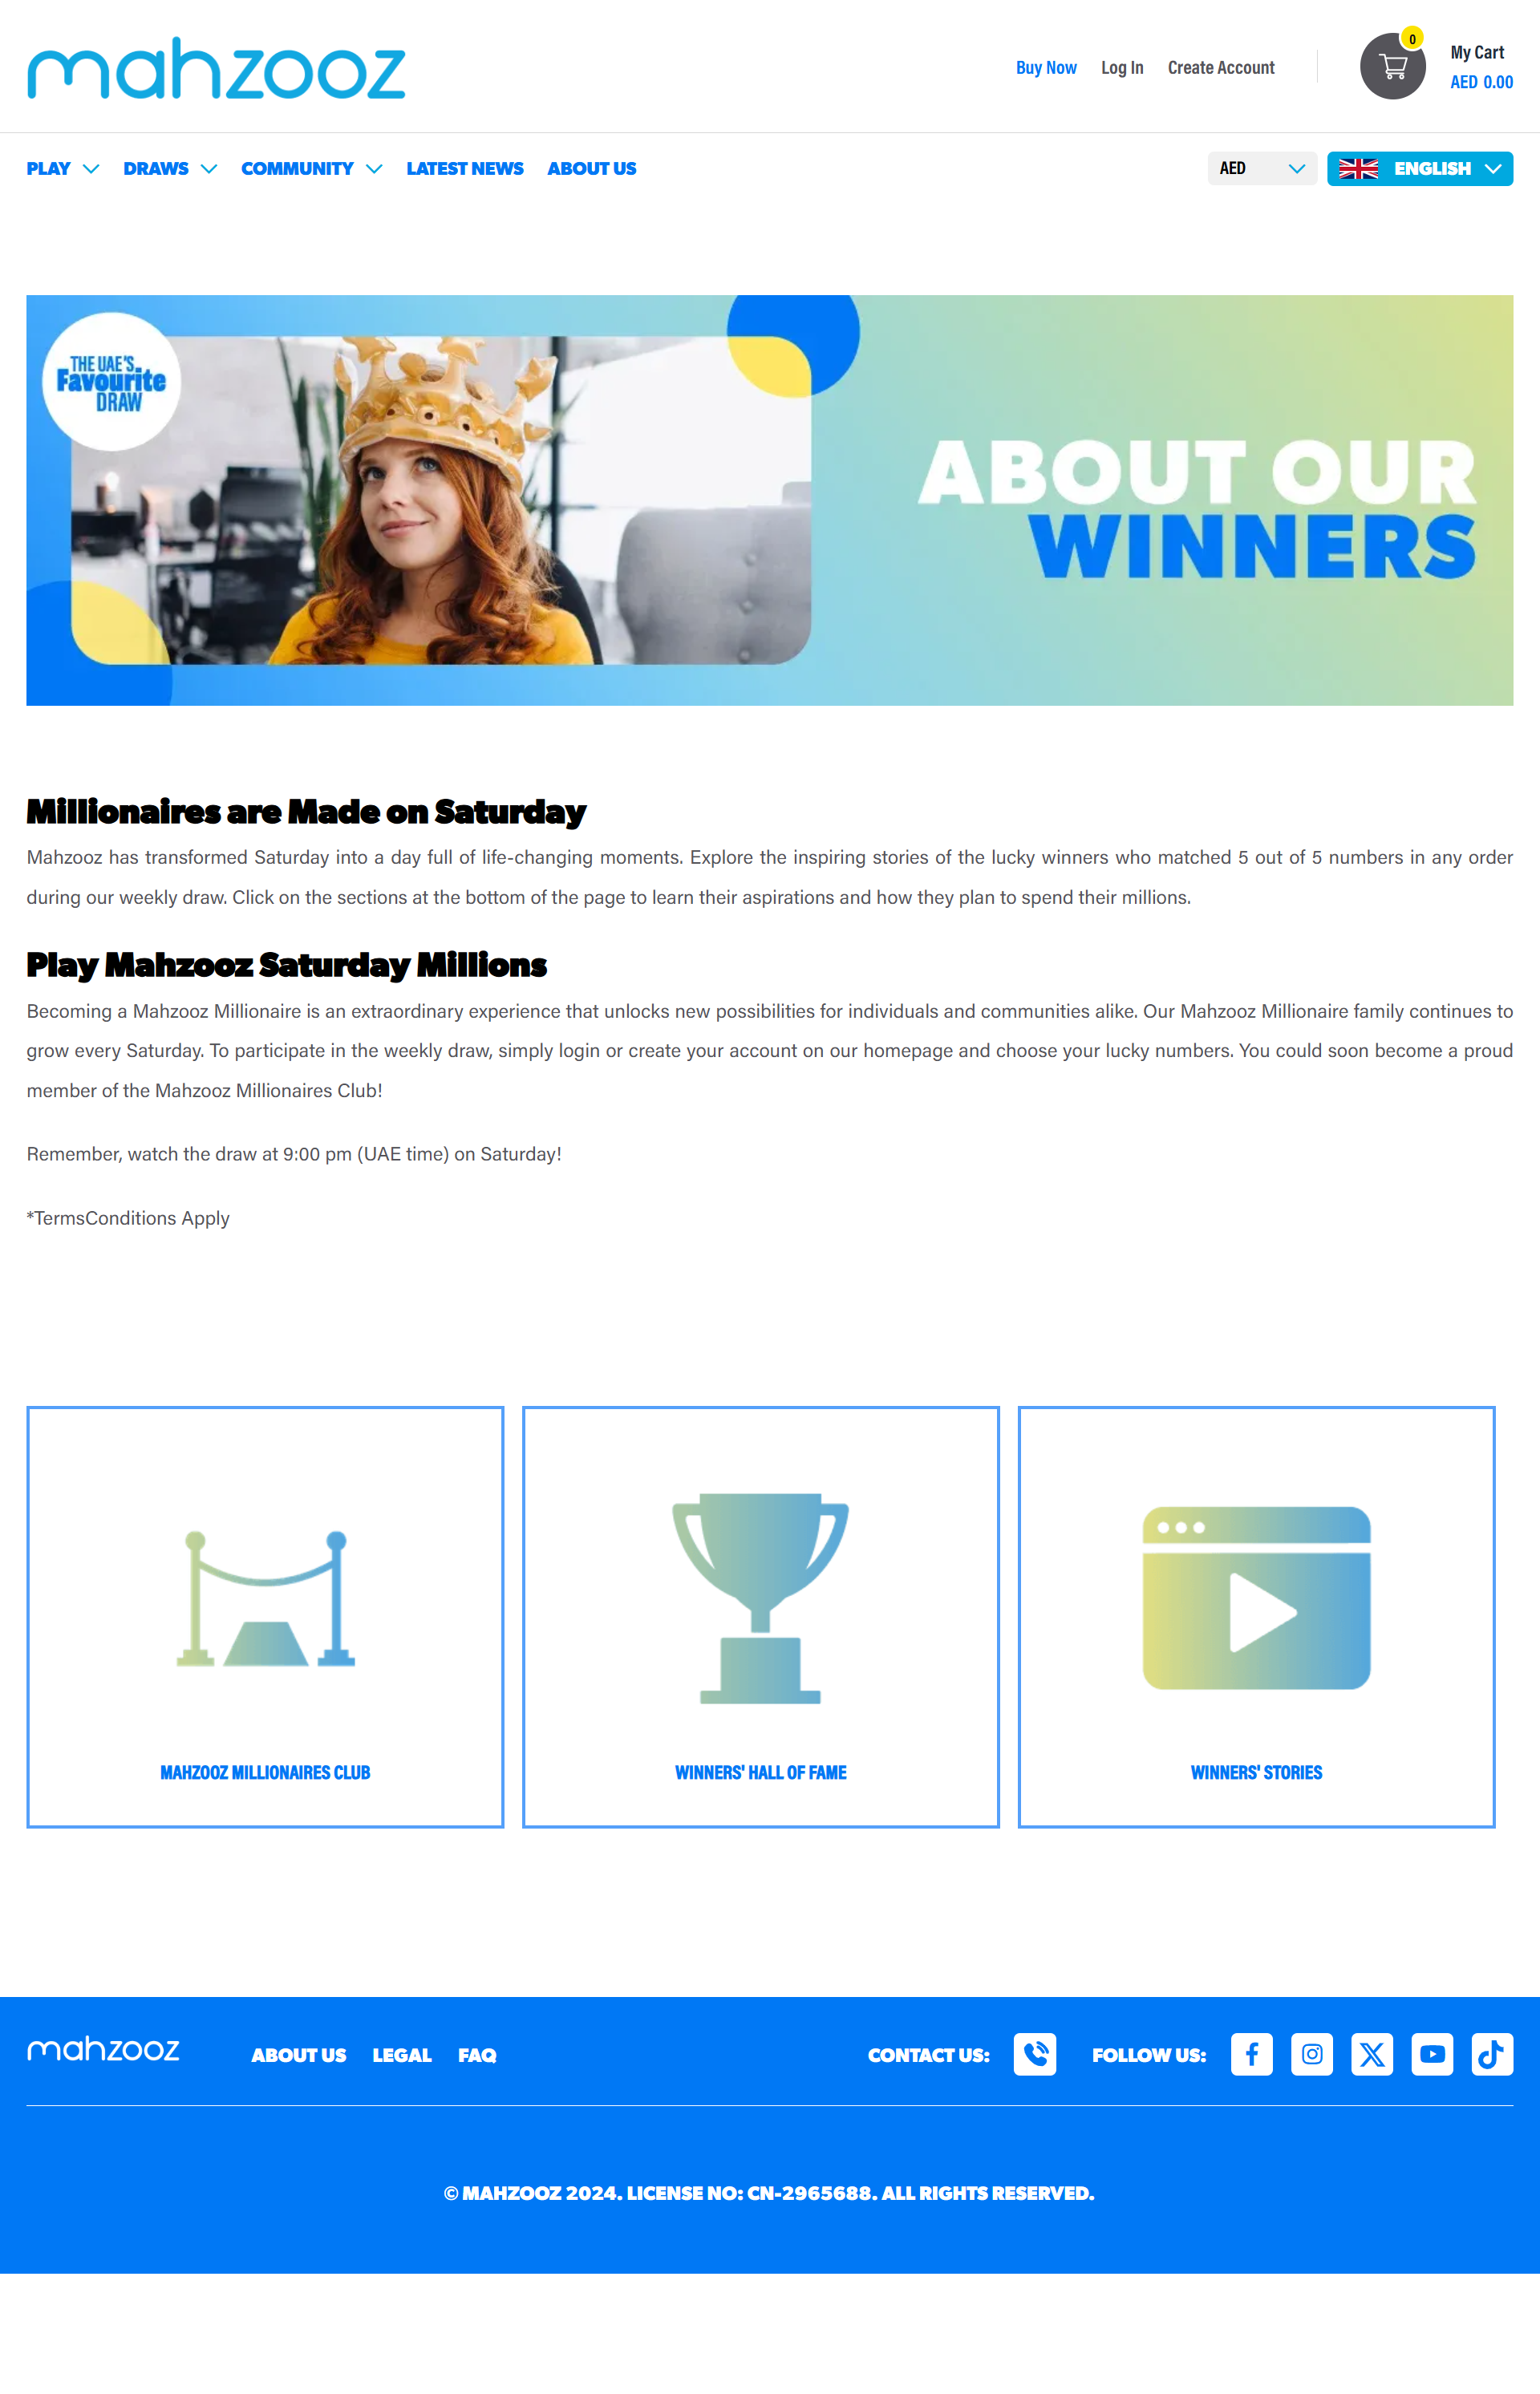 mahzooz
Buy Now
Log In
Create Account
0
My Cart
AED 0.00
PLAY
DRAWS
COMMUNITY
LATEST NEWS
ABOUT US
AED
ENGLISH
THE UAE'S
Favourite
DRAW
ABOUT OUR
WINNERS
Millionaires are Made on Saturday
Mahzooz has transformed Saturday into a day full of life-changing moments. Explore the inspiring stories of the lucky winners who matched 5 out of 5 numbers in any order
during our weekly draw. Click on the sections at the bottom of the page to learn their aspirations and how they plan to spend their millions.
Play Mahzooz Saturday Millions
Becoming a Mahzooz Millionaire is an extraordinary experience that unlocks new possibilities for individuals and communities alike. Our Mahzooz Millionaire family continues to
grow every Saturday. To participate in the weekly draw, simply login or create your account on our homepage and choose your lucky numbers. You could soon become a proud
member of the Mahzooz Millionaires Club!
Remember, watch the draw at 9:00 pm (UAE time) on Saturday!
*TermsConditions Apply
MAHZOOZ MILLIONAIRES CLUB
WINNERS' HALL OF FAME
WINNERS' STORIES
mahzooz
ABOUT US
LEGAL
FAQ
CONTACT US:
FOLLOW US:
© MAHZOOZ 2024. LICENSE NO: CN-2965688. ALL RIGHTS RESERVED.